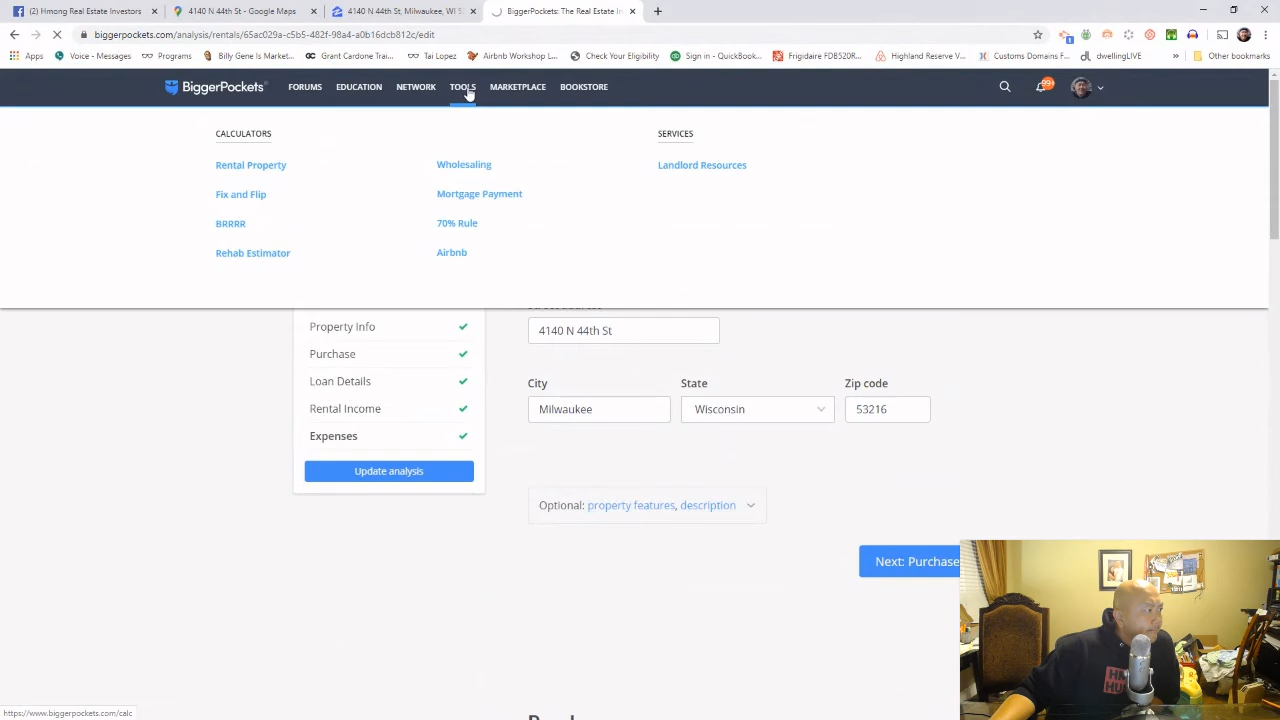 (2) Hmong Real Estate Investors
4140 N 44th St - Google Maps
4140 N 44th St, Milwaukee, WI 5
BiggerPockets: The Real Estate In
biggerpockets.com/analysis/rentals/65ac029a-c5b5-482f-98a4-a0b16dcb812c/edit
Apps
Voice - Messages
Programs
Billy Gene Is Market...
Grant Cardone Trai...
Tai Lopez
Airbnb Workshop L...
Check Your Eligibility
Sign in - QuickBook...
Frigidaire FDB520R...
Highland Reserve V...
Customs Domains F...
dwellingLIVE
»
Other bookmarks
BiggerPockets
FORUMS
EDUCATION
NETWORK
TOOLS
MARKETPLACE
BOOKSTORE
99+
CALCULATORS
SERVICES
Rental Property
Wholesaling
Landlord Resources
Fix and Flip
Mortgage Payment
BRRRR
70% Rule
Rehab Estimator
Airbnb
Property Info
Purchase
Loan Details
Rental Income
Expenses
Update analysis
4140 N 44th St
City
State
Zip code
Milwaukee
Wisconsin
53216
Optional: property features, description
Next: Purchase
https://www.biggerpockets.com/calc